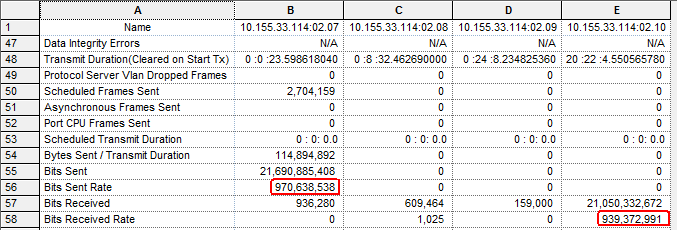 A B C D E
1 Name 10.155.33.114:02.07 10.155.33.114:02.08 10.155.33.114:02.09 10.155.33.114:02.10
47 Data Integrity Errors N/A N/A N/A N/A
48 Transmit Duration(Cleared on Start Tx) 0 :0 :23.598618040 0 :8 :32.462690000 0 :24 :8.234825360 20 :22 :4.550565780
49 Protocol Server Vlan Dropped Frames 0 0 0 0
50 Scheduled Frames Sent 2,704,159 0 0 0
51 Asynchronous Frames Sent 0 0 0 0
52 Port CPU Frames Sent 0 0 0 0
53 Scheduled Transmit Duration 0 : 0: 0.0 0 : 0: 0.0 0 : 0: 0.0 0 : 0: 0.0
54 Bytes Sent / Transmit Duration 114,894,892 0 0 0
55 Bits Sent 21,690,885,408 0 0 0
56 Bits Sent Rate 970,638,538 0 0 0
57 Bits Received 936,280 609,464 159,000 21,050,332,672
58 Bits Received Rate 0 1,025 0 939,372,991